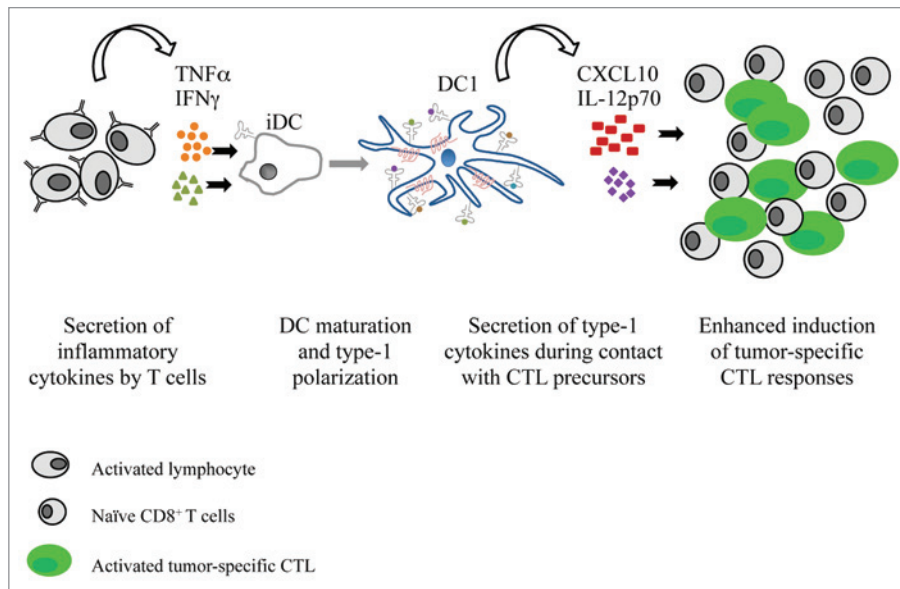 TNFα
IFNγ
iDC
DC1
CXCL10
IL-12p70
Secretion of
inflammatory
cytokines by T cells
DC maturation
and type-1
polarization
Secretion of type-1
cytokines during contact
with CTL precursors
Enhanced induction
of tumor-specific
CTL responses
Activated lymphocyte
Naïve CD8⁺ T cells
Activated tumor-specific CTL